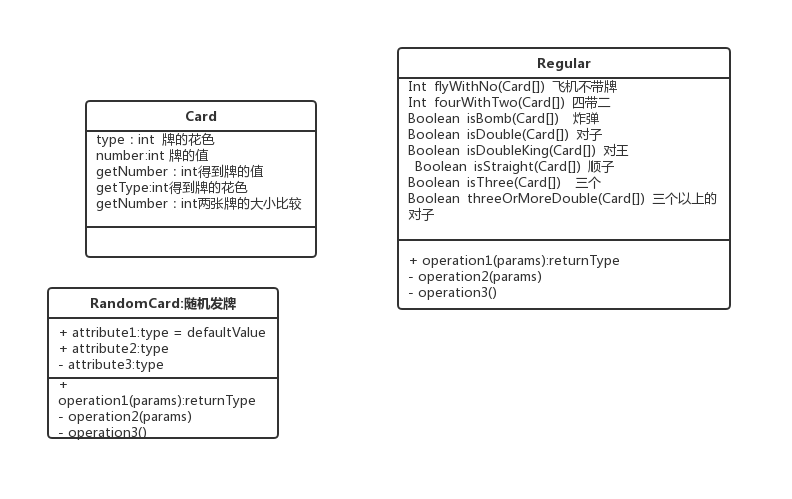 Card
type：int 牌的花色
number:int 牌的值
getNumber：int得到牌的值
getType:int得到牌的花色
getNumber：int两张牌的大小比较
Regular
Int flyWithNo(Card[]) 飞机不带牌
Int fourWithTwo(Card[]) 四带二
Boolean isBomb(Card[]) 炸弹
Boolean isDouble(Card[]) 对子
Boolean isDoubleKing(Card[]) 对王
Boolean isStraight(Card[]) 顺子
Boolean isThree(Card[]) 三个
Boolean threeOrMoreDouble(Card[]) 三个以上的
对子
+ operation1(params):returnType
- operation2(params)
- operation3()
RandomCard:随机发牌
+ attribute1:type = defaultValue
+ attribute2:type
- attribute3:type
+
operation1(params):returnType
- operation2(params)
- operation3()